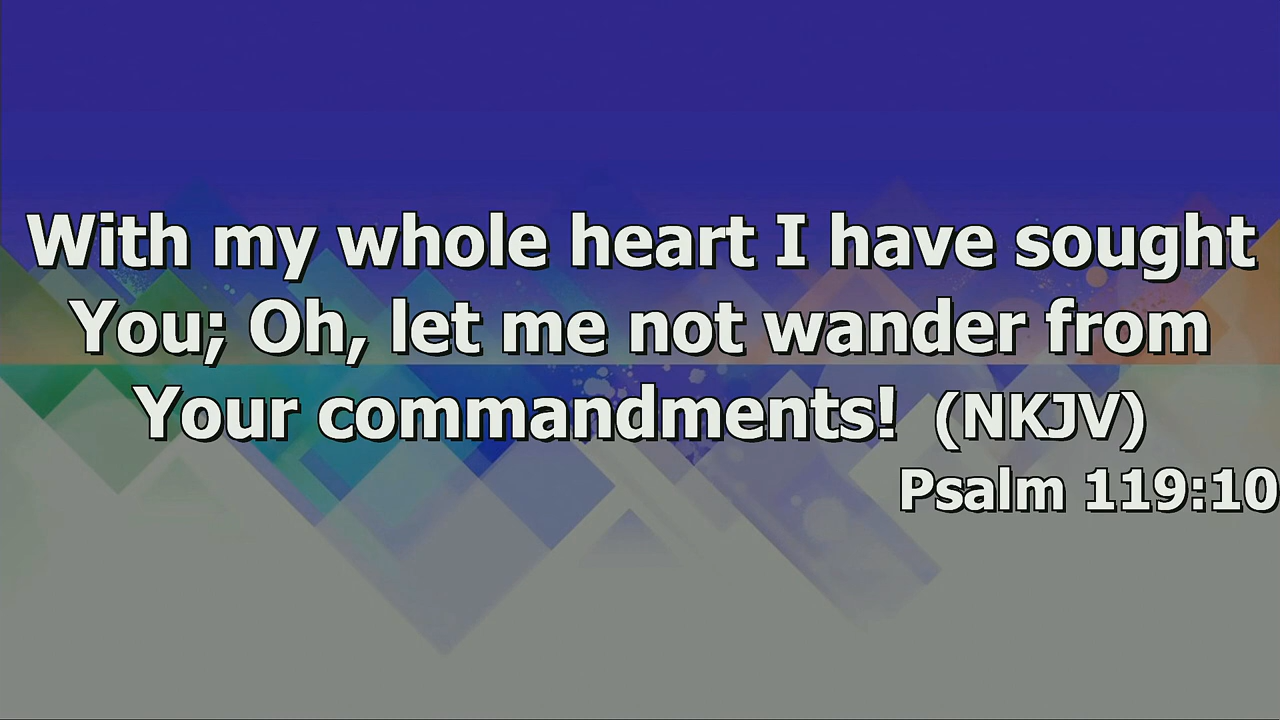 With my whole heart I have sought
You; Oh, let me not wander from
Your commandments! (NKJV)
Psalm 119:10